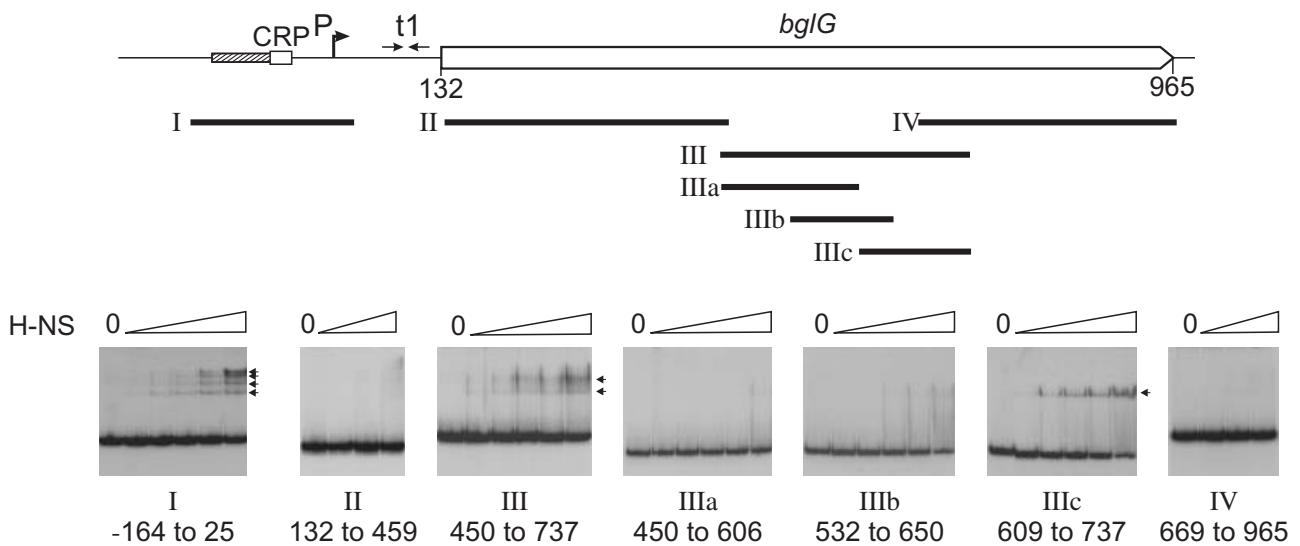 CRP P t1 bglG
132 965
I II IV
III
IIIa
IIIb
IIIc
H-NS 0 0 0 0 0 0 0
I II III IIIa IIIb IIIc IV
-164 to 25 132 to 459 450 to 737 450 to 606 532 to 650 609 to 737 669 to 965